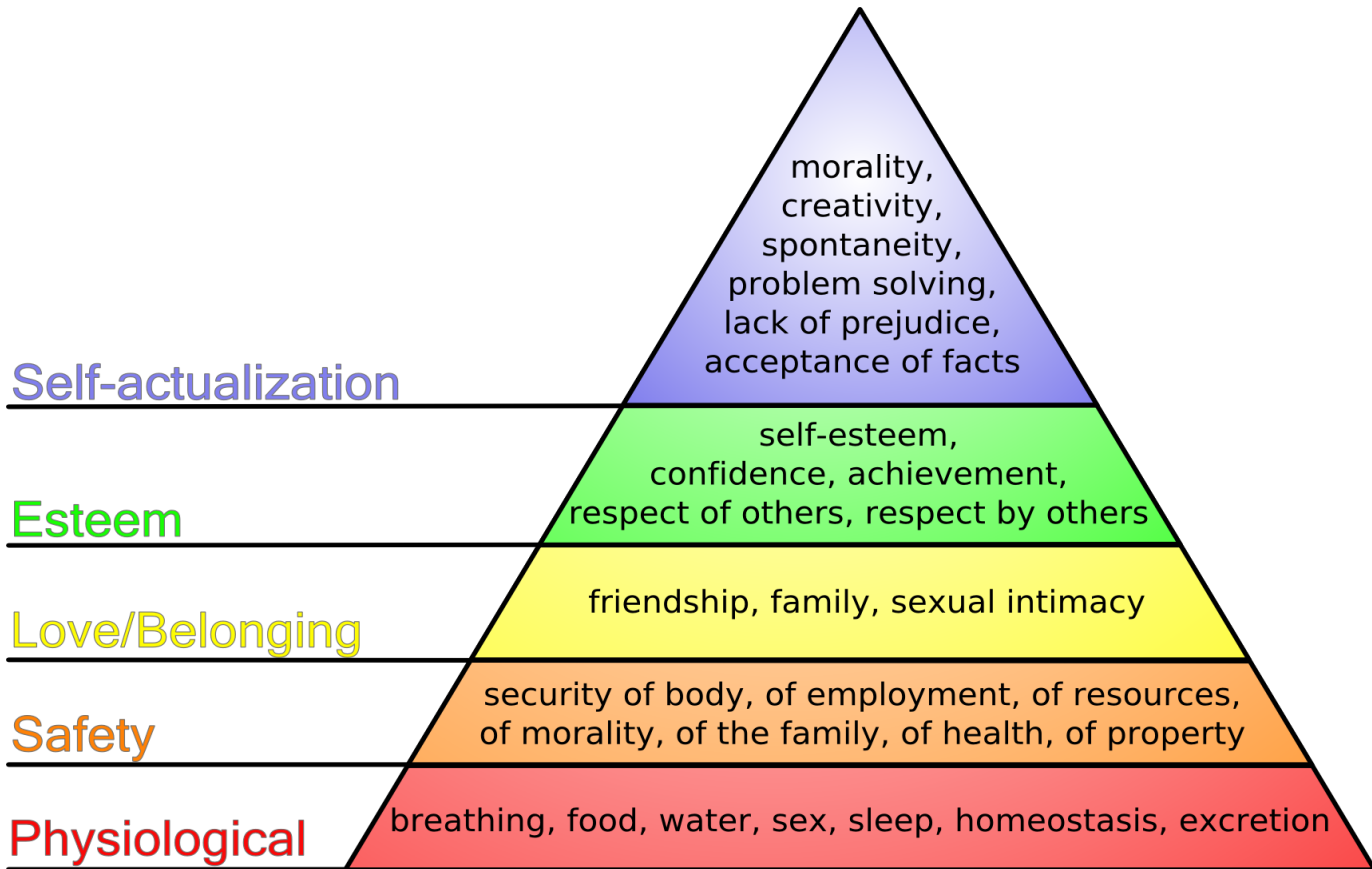 morality,
creativity,
spontaneity,
problem solving,
lack of prejudice,
acceptance of facts
Self-actualization
self-esteem,
confidence, achievement,
respect of others, respect by others
Esteem
friendship, family, sexual intimacy
Love/Belonging
security of body, of employment, of resources,
of morality, of the family, of health, of property
Safety
breathing, food, water, sex, sleep, homeostasis, excretion
Physiological